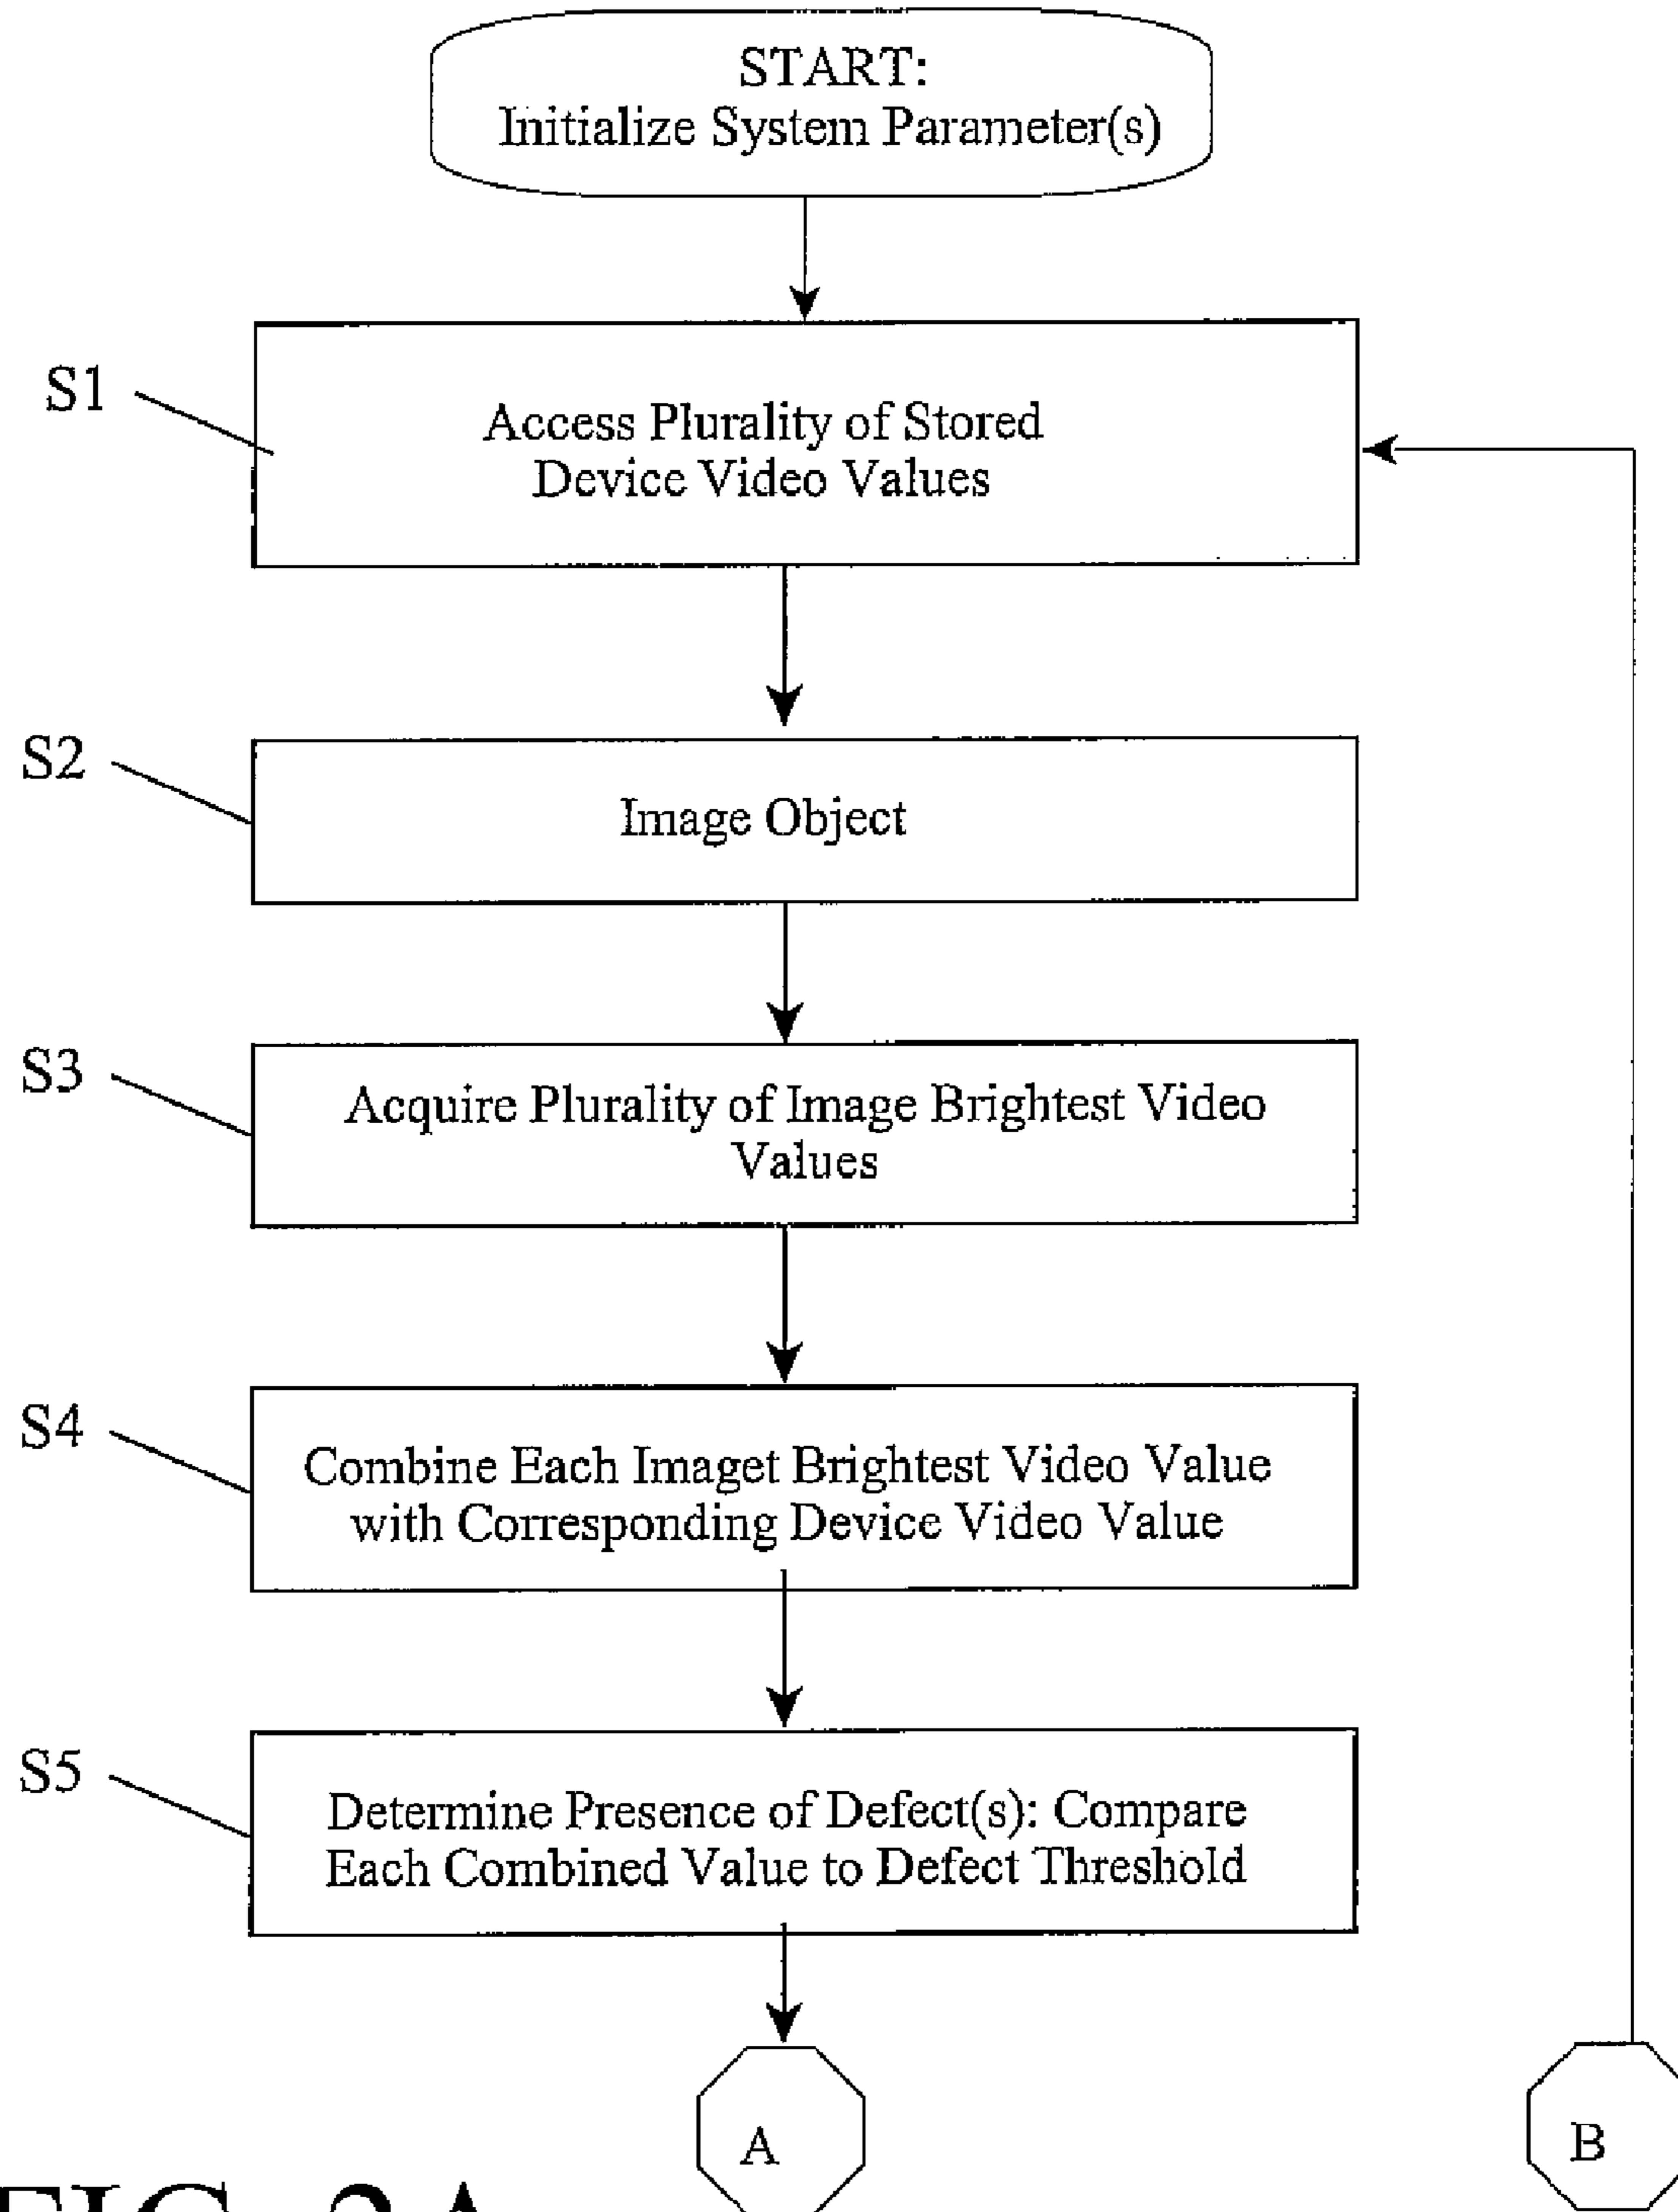 START:
Initialize System Parameter(s)
S1
Access Plurality of Stored
Device Video Values
S2
Image Object
S3
Acquire Plurality of Image Brightest Video
Values
S4
Combine Each Imaget Brightest Video Value
with Corresponding Device Video Value
S5
Determine Presence of Defect(s): Compare
Each Combined Value to Defect Threshold
A
B